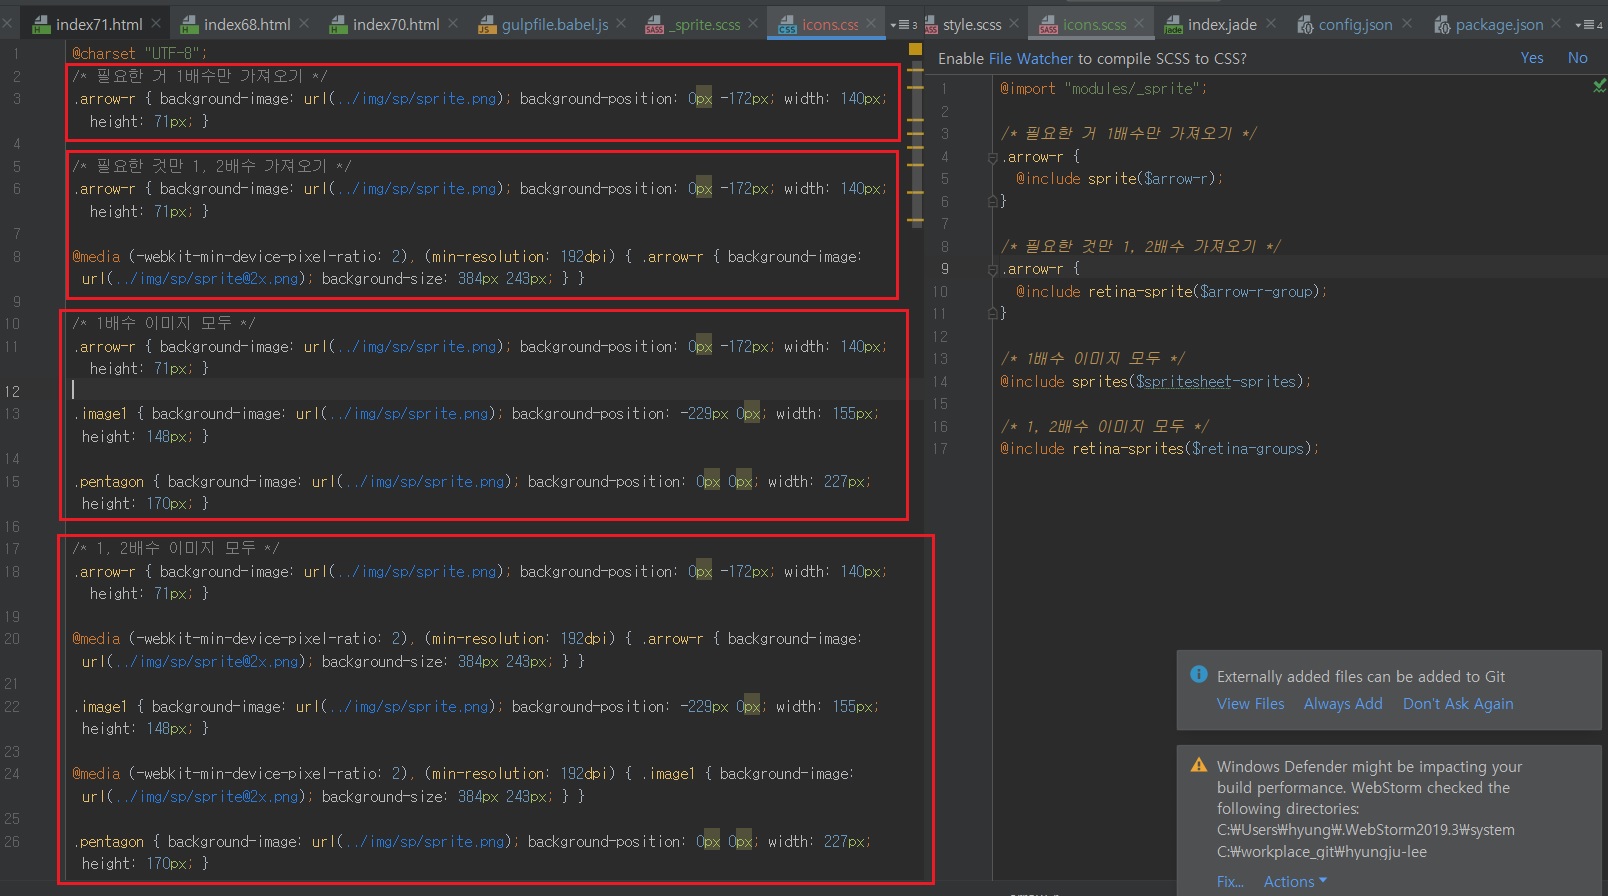 index71.html
index68.html
index70.html
gulpfile.babel.js
_sprite.scss
icons.css
3
style.scss
icons.scss
index.jade
config.json
package.json
4
1 @charset "UTF-8";
2 /* 필요한 거 1배수만 가져오기 */
3 .arrow-r { background-image: url(../img/sp/sprite.png); background-position: 0px -172px; width: 140px;
height: 71px; }
4
5 /* 필요한 것만 1, 2배수 가져오기 */
6 .arrow-r { background-image: url(../img/sp/sprite.png); background-position: 0px -172px; width: 140px;
height: 71px; }
7
8 @media (-webkit-min-device-pixel-ratio: 2), (min-resolution: 192dpi) { .arrow-r { background-image:
url(../img/sp/sprite@2x.png); background-size: 384px 243px; } }
9
10 /* 1배수 이미지 모두 */
11 .arrow-r { background-image: url(../img/sp/sprite.png); background-position: 0px -172px; width: 140px;
height: 71px; }
12
13 .image1 { background-image: url(../img/sp/sprite.png); background-position: -229px 0px; width: 155px;
height: 148px; }
14
15 .pentagon { background-image: url(../img/sp/sprite.png); background-position: 0px 0px; width: 227px;
height: 170px; }
16
17 /* 1, 2배수 이미지 모두 */
18 .arrow-r { background-image: url(../img/sp/sprite.png); background-position: 0px -172px; width: 140px;
height: 71px; }
19
20 @media (-webkit-min-device-pixel-ratio: 2), (min-resolution: 192dpi) { .arrow-r { background-image:
url(../img/sp/sprite@2x.png); background-size: 384px 243px; } }
21
22 .image1 { background-image: url(../img/sp/sprite.png); background-position: -229px 0px; width: 155px;
height: 148px; }
23
24 @media (-webkit-min-device-pixel-ratio: 2), (min-resolution: 192dpi) { .image1 { background-image:
url(../img/sp/sprite@2x.png); background-size: 384px 243px; } }
25
26 .pentagon { background-image: url(../img/sp/sprite.png); background-position: 0px 0px; width: 227px;
height: 170px; }
Enable File Watcher to compile SCSS to CSS? Yes No
1 @import "modules/_sprite";
2
3 /* 필요한 거 1배수만 가져오기 */
4 .arrow-r {
5 @include sprite($arrow-r);
6 }
7
8 /* 필요한 것만 1, 2배수 가져오기 */
9 .arrow-r {
10 @include retina-sprite($arrow-r-group);
11 }
12
13 /* 1배수 이미지 모두 */
14 @include sprites($spritesheet-sprites);
15
16 /* 1, 2배수 이미지 모두 */
17 @include retina-sprites($retina-groups);
Externally added files can be added to Git
View Files Always Add Don't Ask Again
Windows Defender might be impacting your
build performance. WebStorm checked the
following directories:
C:₩Users₩hyung₩.WebStorm2019.3₩system
C:₩workplace_git₩hyungju-lee
Fix... Actions